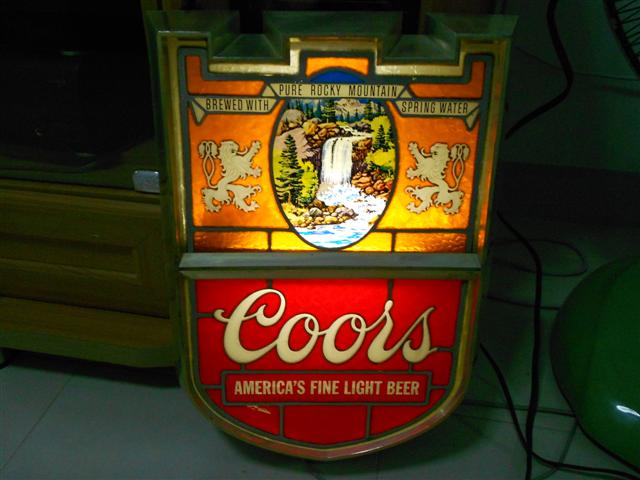 PURE ROCKY MOUNTAIN
BREWED WITH
SPRING WATER
Coors
AMERICA'S FINE LIGHT BEER